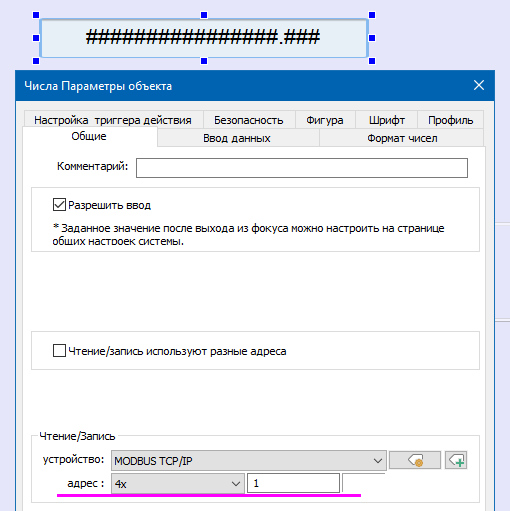 ################.###
Числа Параметры объекта
Настройка триггера действия Безопасность Фигура Шрифт Профиль
Общие Ввод данных Формат чисел
Комментарий:
Разрешить ввод
* Заданное значение после выхода из фокуса можно настроить на странице
общих настроек системы.
Чтение/запись используют разные адреса
Чтение/Запись
устройство: MODBUS TCP/IP
адрес : 4x 1